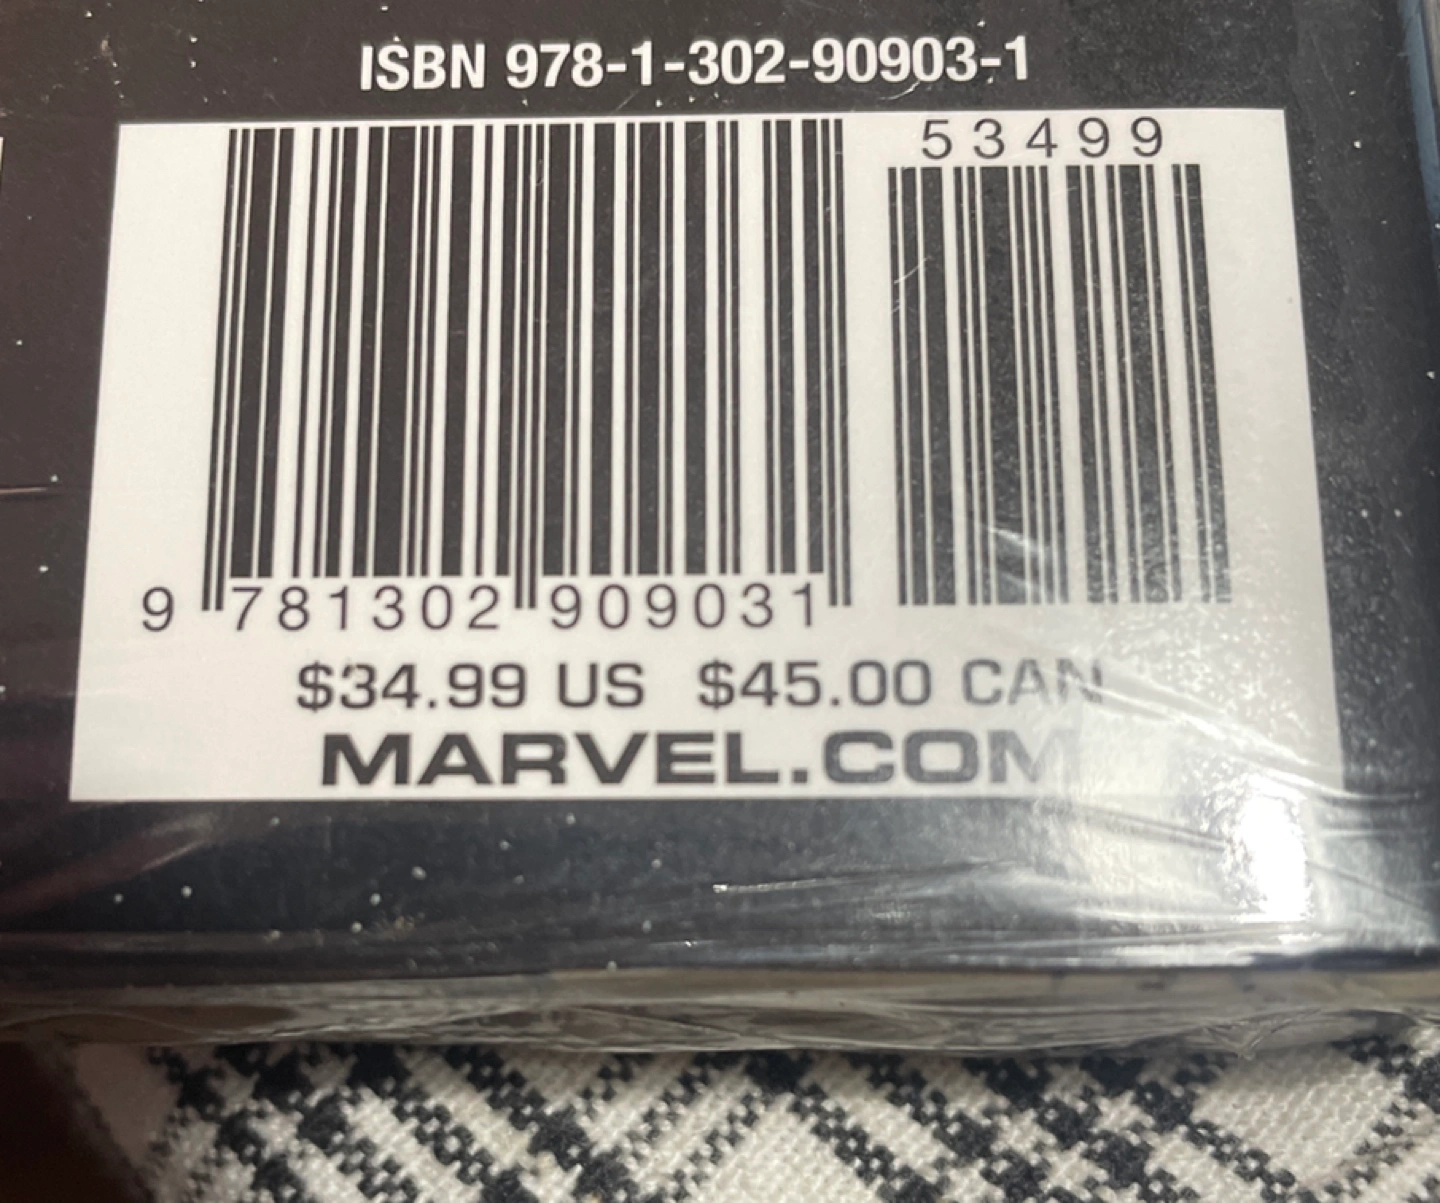 ISBN 978-1-302-90903-1
53499
9 781302 909031
$34.99 US $45.00 CAN
MARVEL.COM